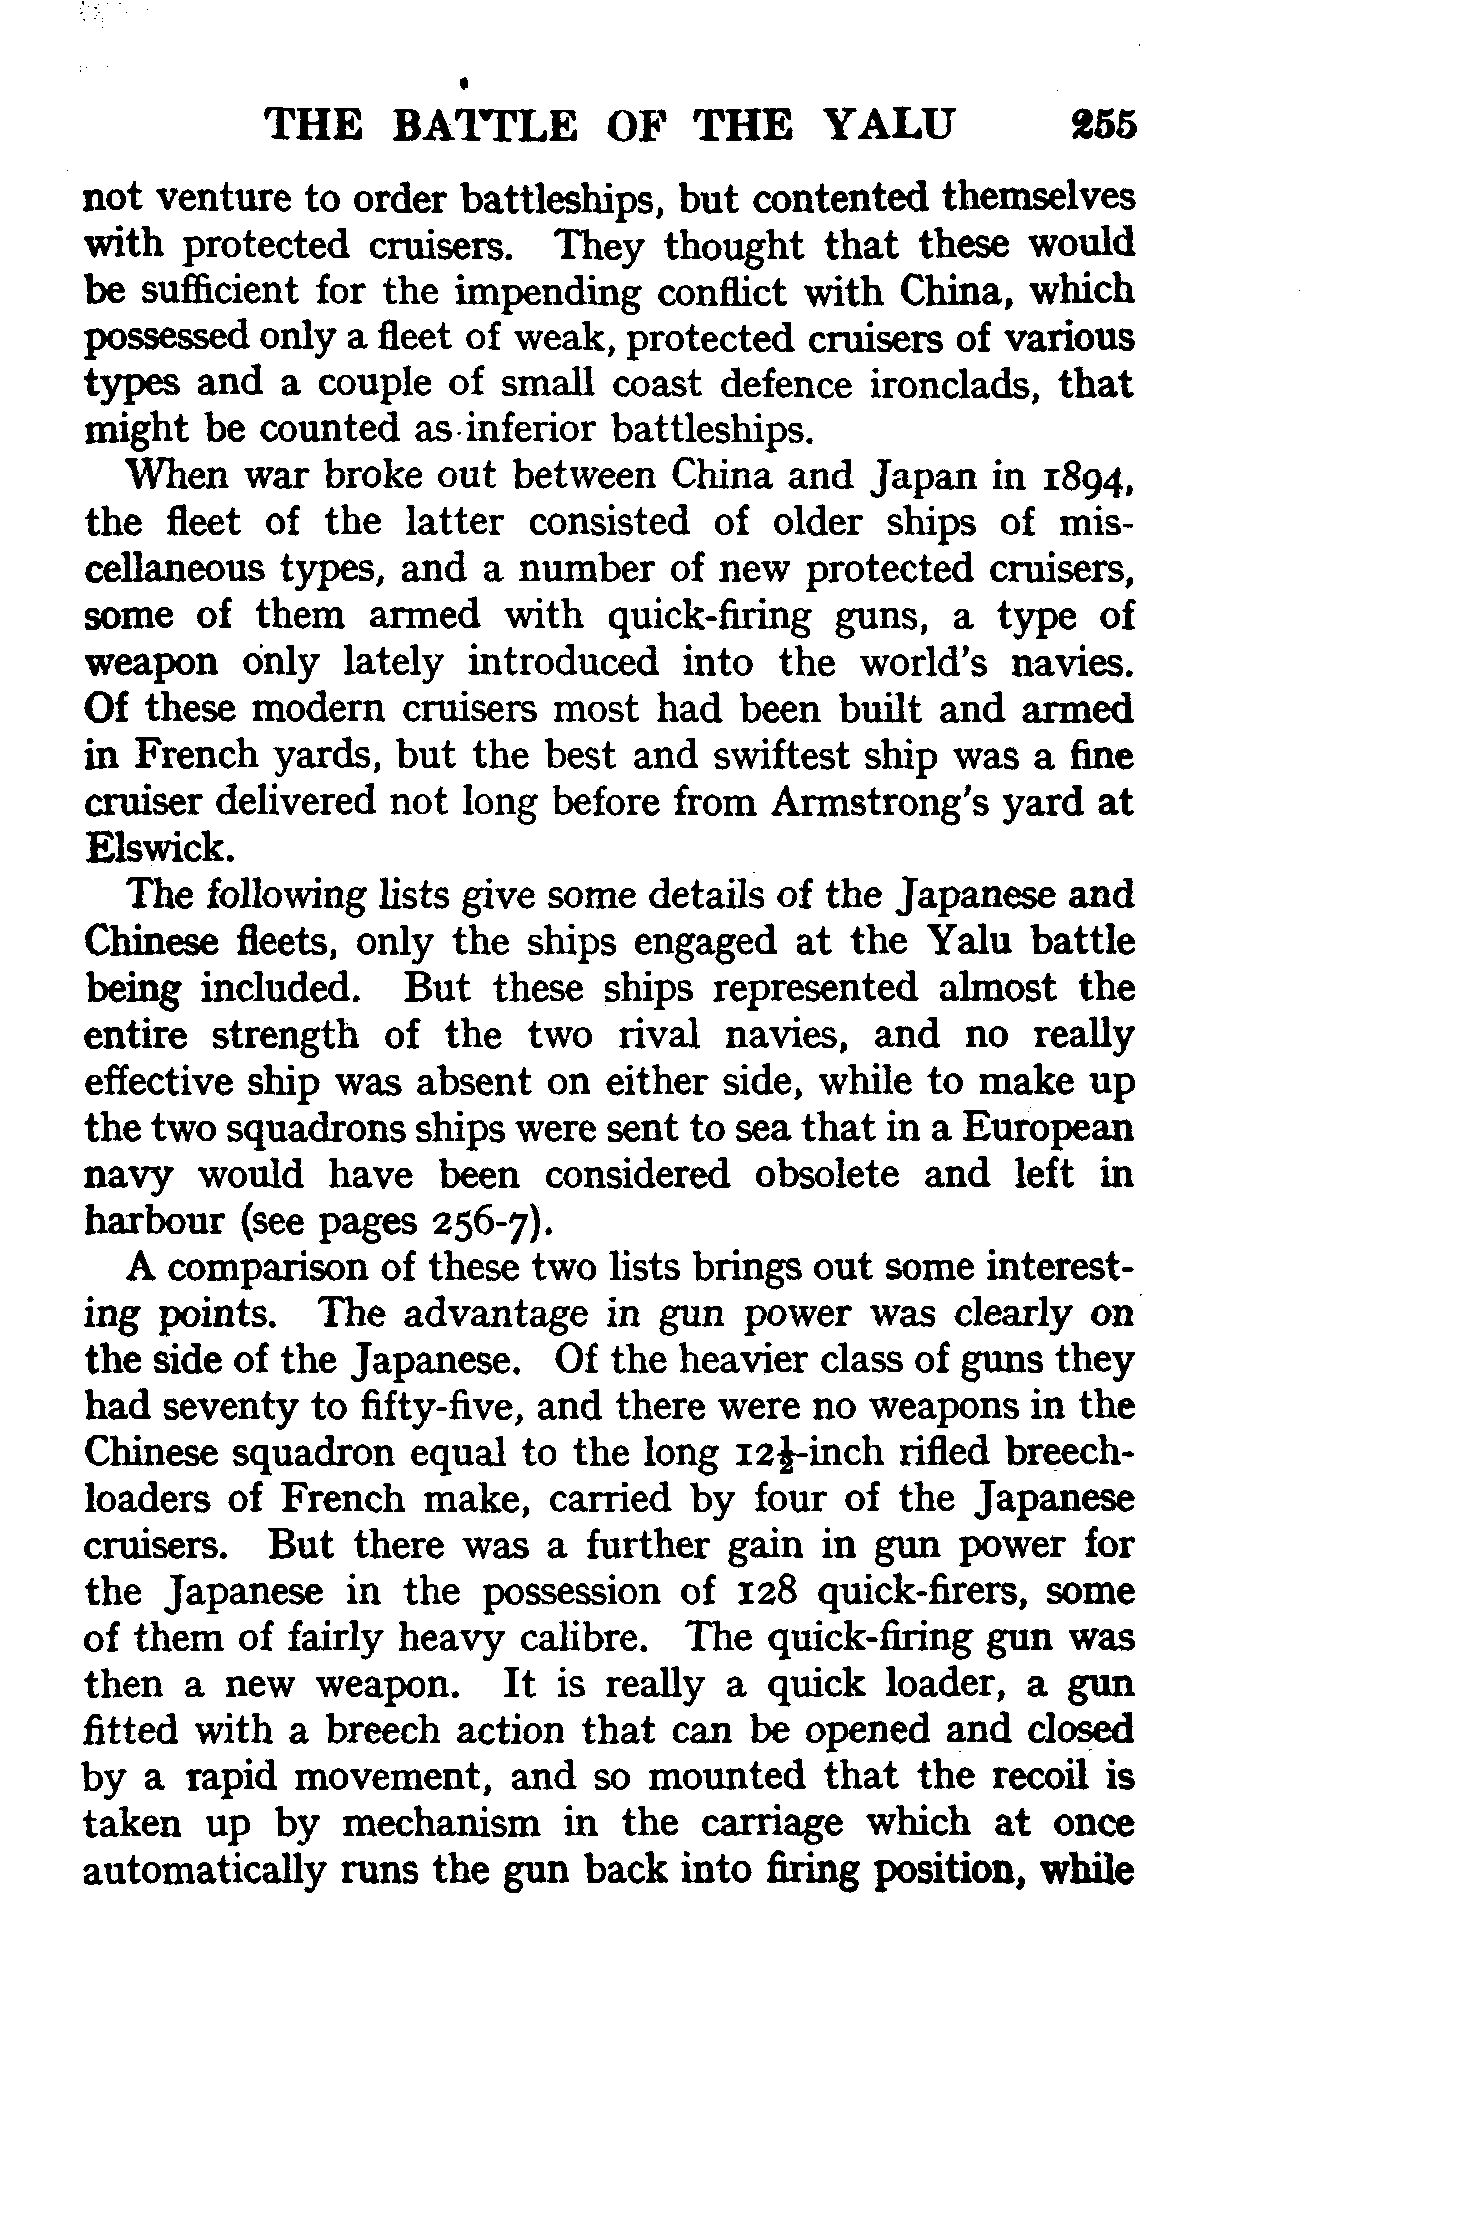 THE BATTLE OF THE YALU 255
not venture to order battleships, but contented themselves
with protected cruisers. They thought that these would
be sufficient for the impending conflict with China, which
possessed only a fleet of weak, protected cruisers of various
types and a couple of small coast defence ironclads, that
might be counted as inferior battleships.
When war broke out between China and Japan in 1894,
the fleet of the latter consisted of older ships of mis-
cellaneous types, and a number of new protected cruisers,
some of them armed with quick-firing guns, a type of
weapon only lately introduced into the world's navies.
Of these modern cruisers most had been built and armed
in French yards, but the best and swiftest ship was a fine
cruiser delivered not long before from Armstrong's yard at
Elswick.
The following lists give some details of the Japanese and
Chinese fleets, only the ships engaged at the Yalu battle
being included. But these ships represented almost the
entire strength of the two rival navies, and no really
effective ship was absent on either side, while to make up
the two squadrons ships were sent to sea that in a European
navy would have been considered obsolete and left in
harbour (see pages 256-7).
A comparison of these two lists brings out some interest-
ing points. The advantage in gun power was clearly on
the side of the Japanese. Of the heavier class of guns they
had seventy to fifty-five, and there were no weapons in the
Chinese squadron equal to the long 12½-inch rifled breech-
loaders of French make, carried by four of the Japanese
cruisers. But there was a further gain in gun power for
the Japanese in the possession of 128 quick-firers, some
of them of fairly heavy calibre. The quick-firing gun was
then a new weapon. It is really a quick loader, a gun
fitted with a breech action that can be opened and closed
by a rapid movement, and so mounted that the recoil is
taken up by mechanism in the carriage which at once
automatically runs the gun back into firing position, while